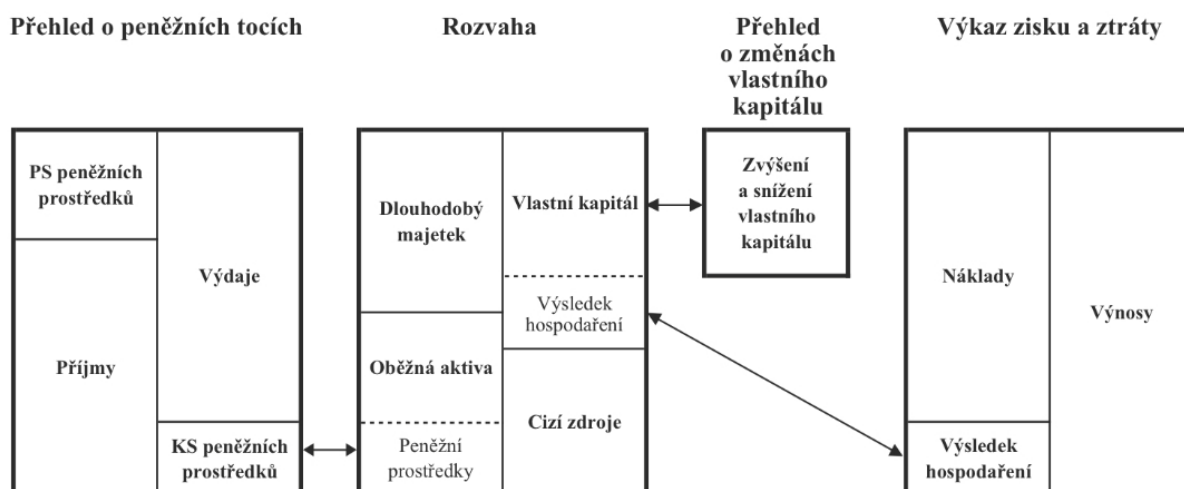 Přehled o peněžních tocích
Rozvaha
Přehled
o změnách
vlastního
kapitálu
Výkaz zisku a ztráty
PS peněžních
prostředků
Příjmy
Výdaje
KS peněžních
prostředků
Dlouhodobý
majetek
Oběžná aktiva
Peněžní
prostředky
Vlastní kapitál
Výsledek
hospodaření
Cizí zdroje
Zvýšení
a snížení
vlastního
kapitálu
Náklady
Výsledek
hospodaření
Výnosy